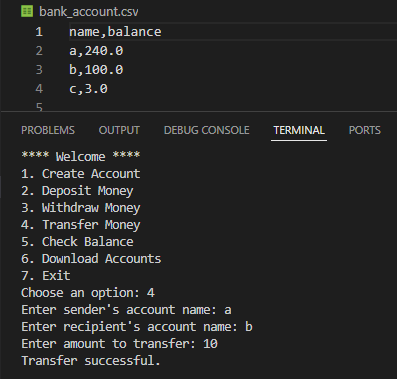 bank_account.csv
1 name,balance
2 a,240.0
3 b,100.0
4 c,3.0
5
PROBLEMS OUTPUT DEBUG CONSOLE TERMINAL PORTS
**** Welcome ****
1. Create Account
2. Deposit Money
3. Withdraw Money
4. Transfer Money
5. Check Balance
6. Download Accounts
7. Exit
Choose an option: 4
Enter sender's account name: a
Enter recipient's account name: b
Enter amount to transfer: 10
Transfer successful.